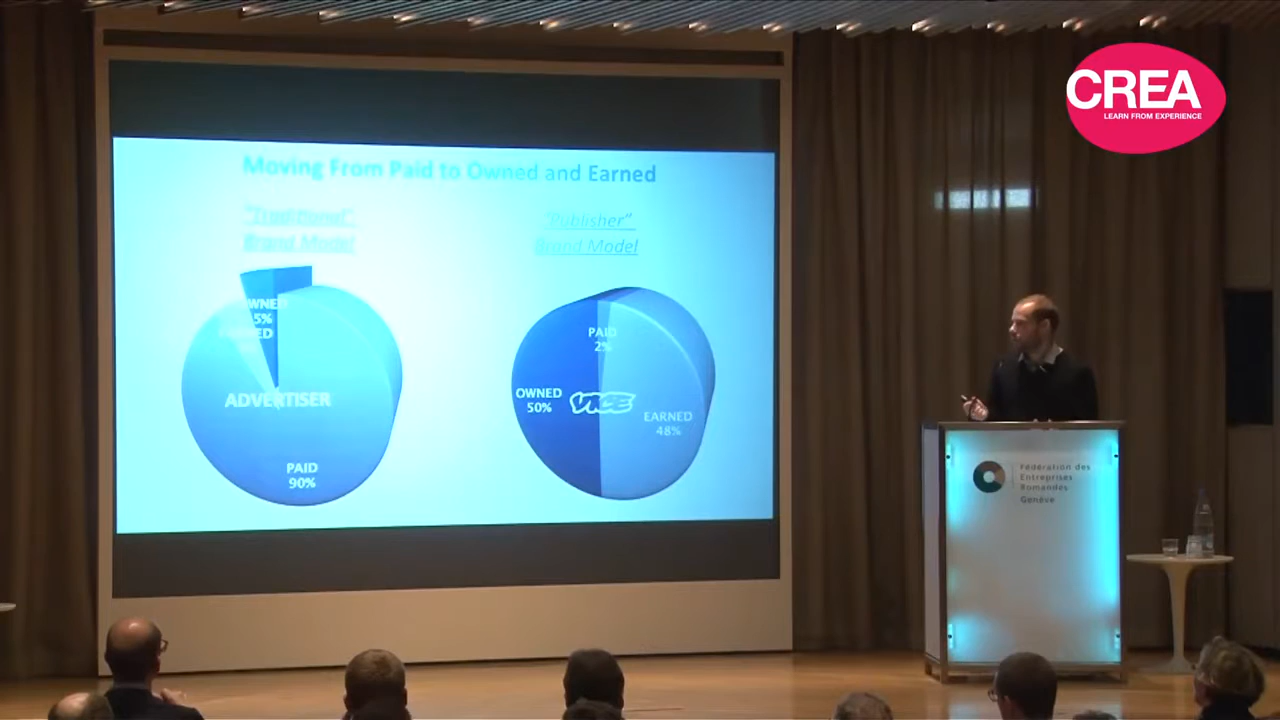 CREA
LEARN FROM EXPERIENCE
Moving From Paid to Owned and Earned
"Traditional"
Brand Model
"Publisher"
Brand Model
OWNED
5%
ADVERTISER
PAID
90%
PAID
2%
OWNED
50%
VICE
EARNED
48%
Fédération des
Entreprises
Romandes
Genève